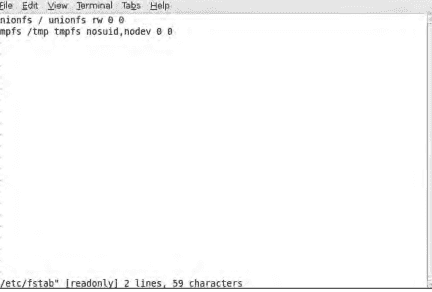 File Edit View Terminal Tabs Help
nionfs / unionfs rw 0 0
mpfs /tmp tmpfs nosuid,nodev 0 0
/etc/fstab" [readonly] 2 lines, 59 characters